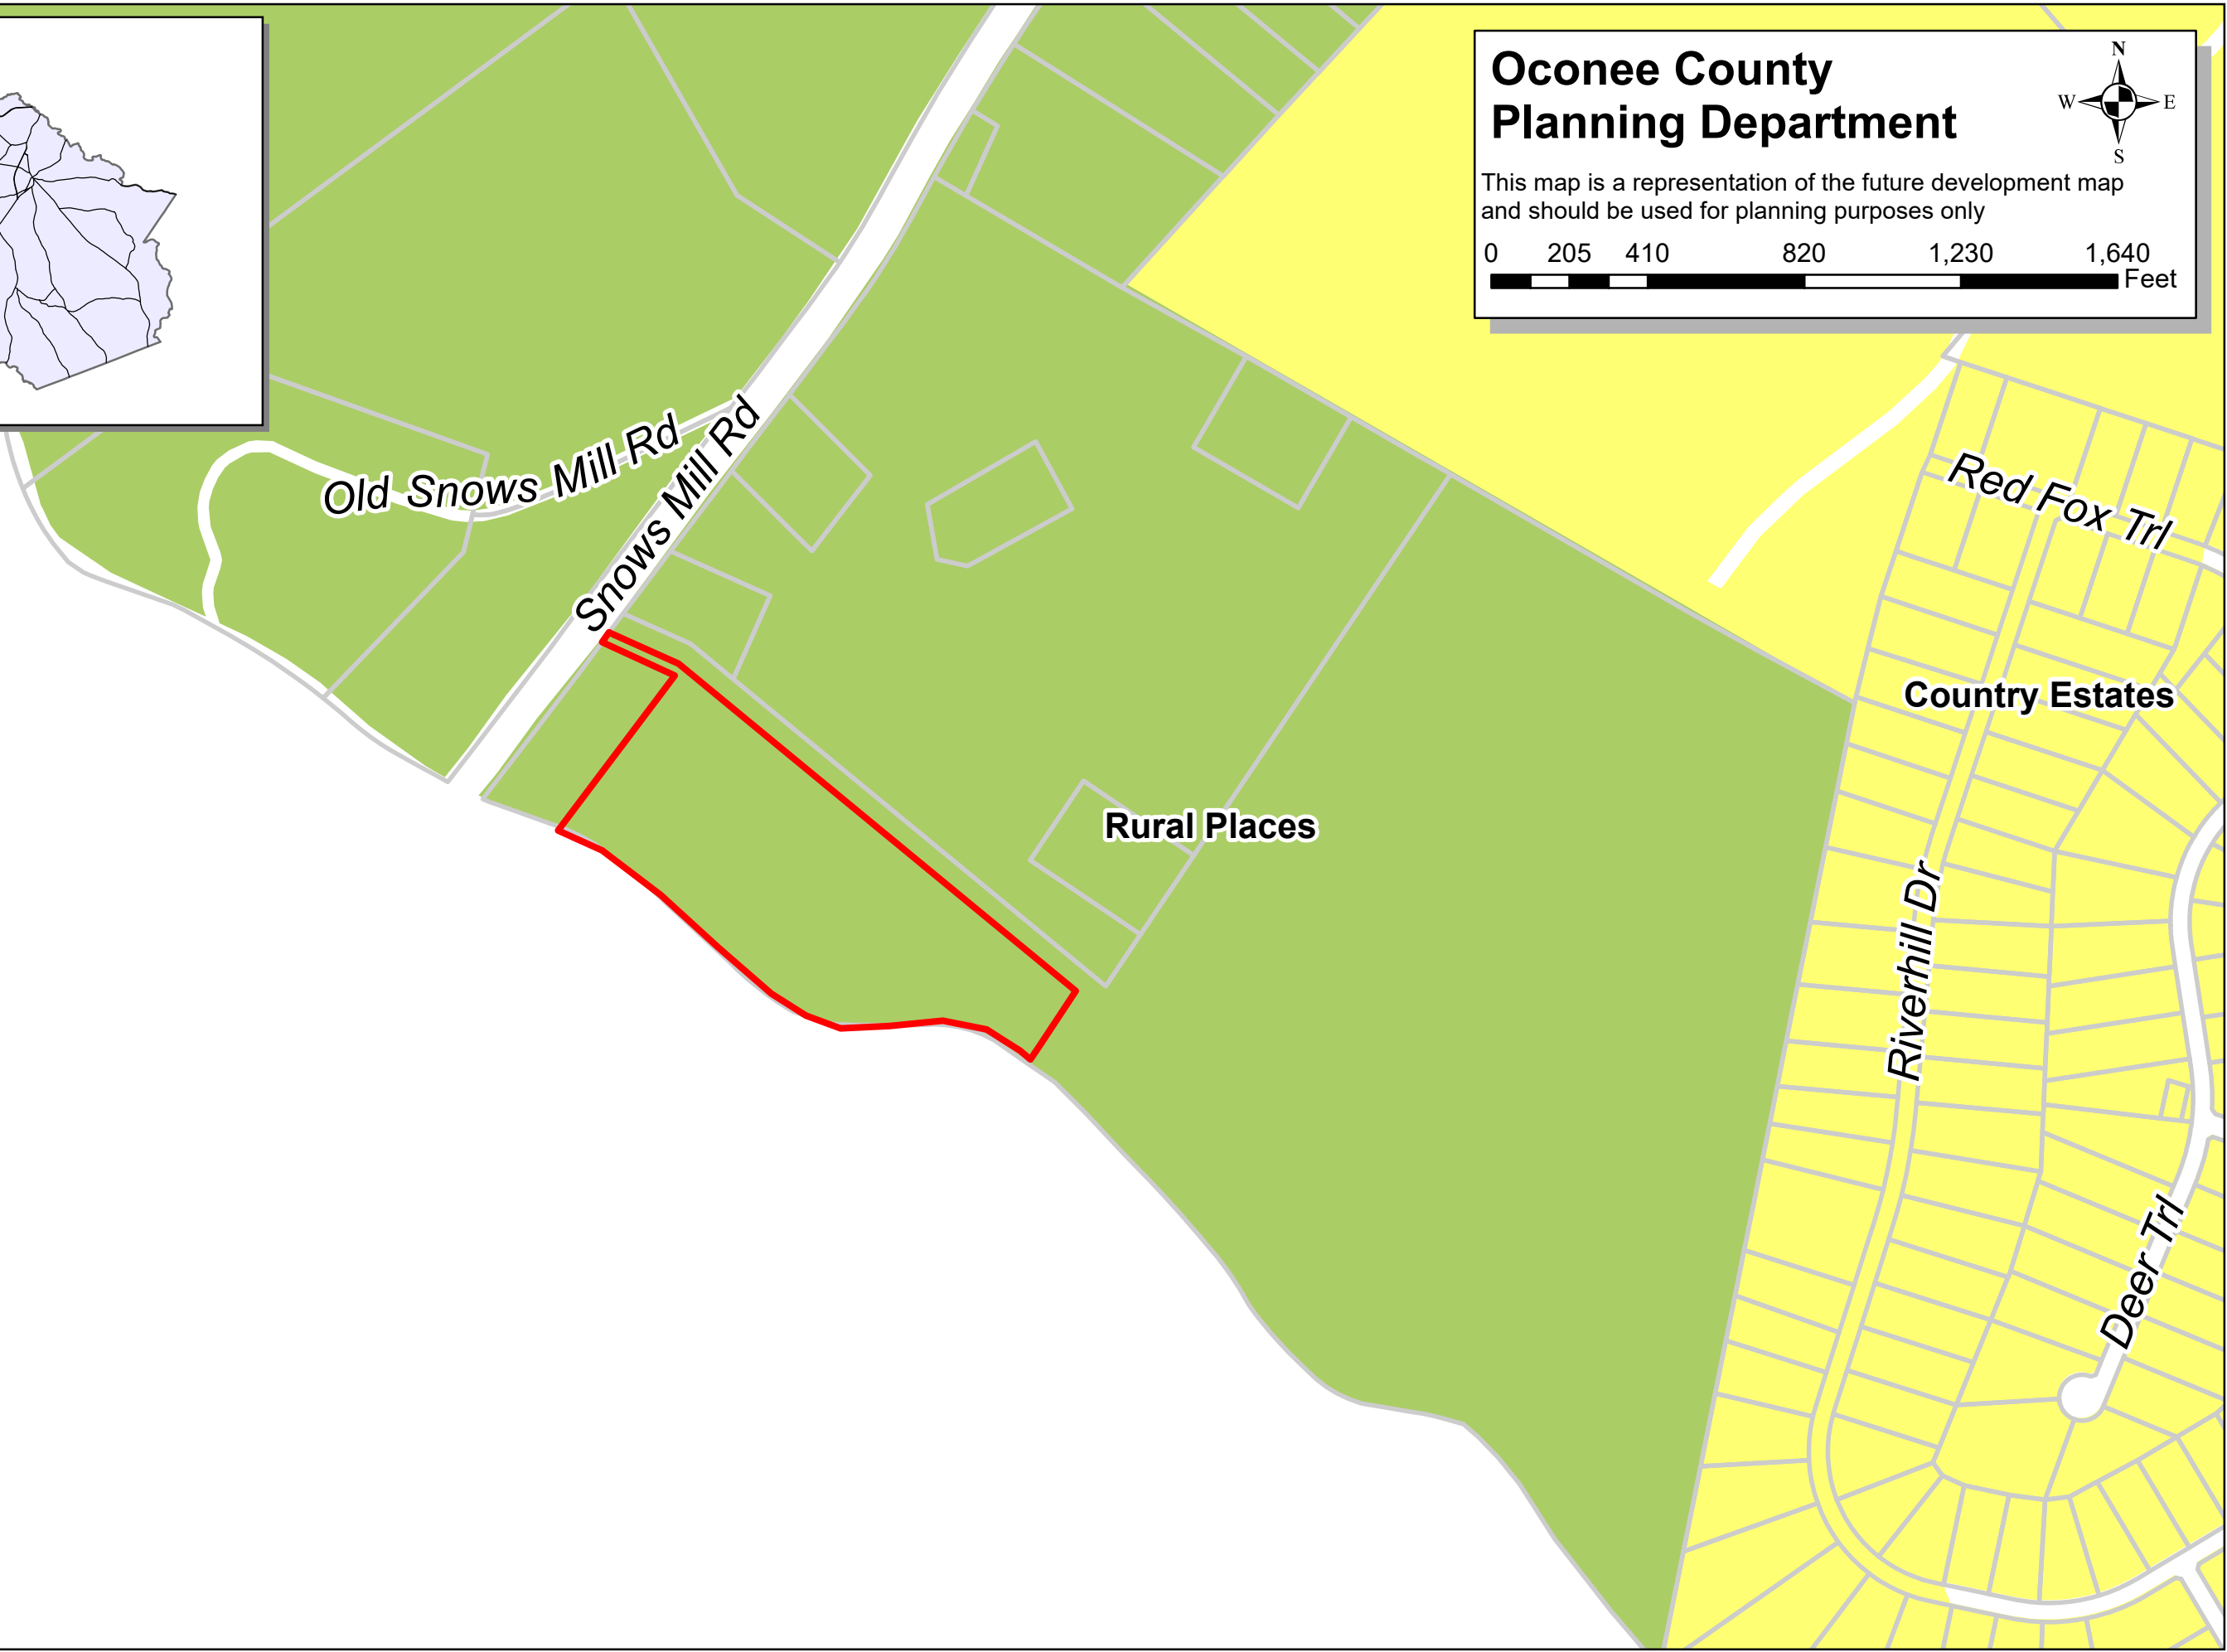 Oconee County
Planning Department
N
W E
S
This map is a representation of the future development map
and should be used for planning purposes only
0 205 410 820 1,230 1,640
Feet
Old Snows Mill Rd
Snows Mill Rd
Red Fox Trl
Country Estates
Rural Places
Riverhill Dr
Deer Trl